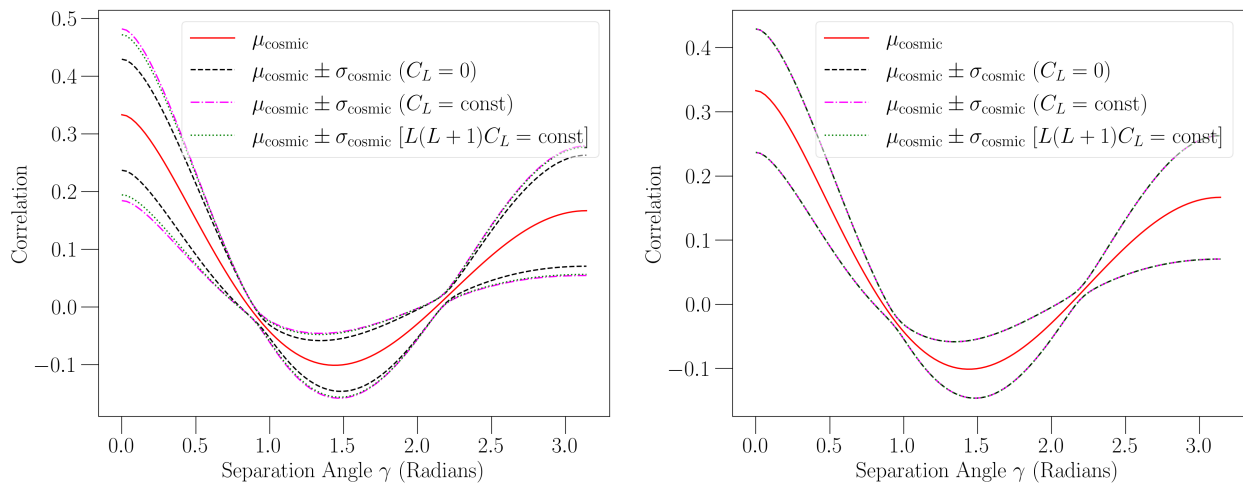 0.5
0.4
0.3
0.2
0.1
0.0
−0.1
Correlation
μ_cosmic
μ_cosmic ± σ_cosmic (C_L = 0)
μ_cosmic ± σ_cosmic (C_L = const)
μ_cosmic ± σ_cosmic [L(L + 1)C_L = const]
0.0 0.5 1.0 1.5 2.0 2.5 3.0
Separation Angle γ (Radians)
0.4
0.3
0.2
0.1
0.0
−0.1
Correlation
μ_cosmic
μ_cosmic ± σ_cosmic (C_L = 0)
μ_cosmic ± σ_cosmic (C_L = const)
μ_cosmic ± σ_cosmic [L(L + 1)C_L = const]
0.0 0.5 1.0 1.5 2.0 2.5 3.0
Separation Angle γ (Radians)